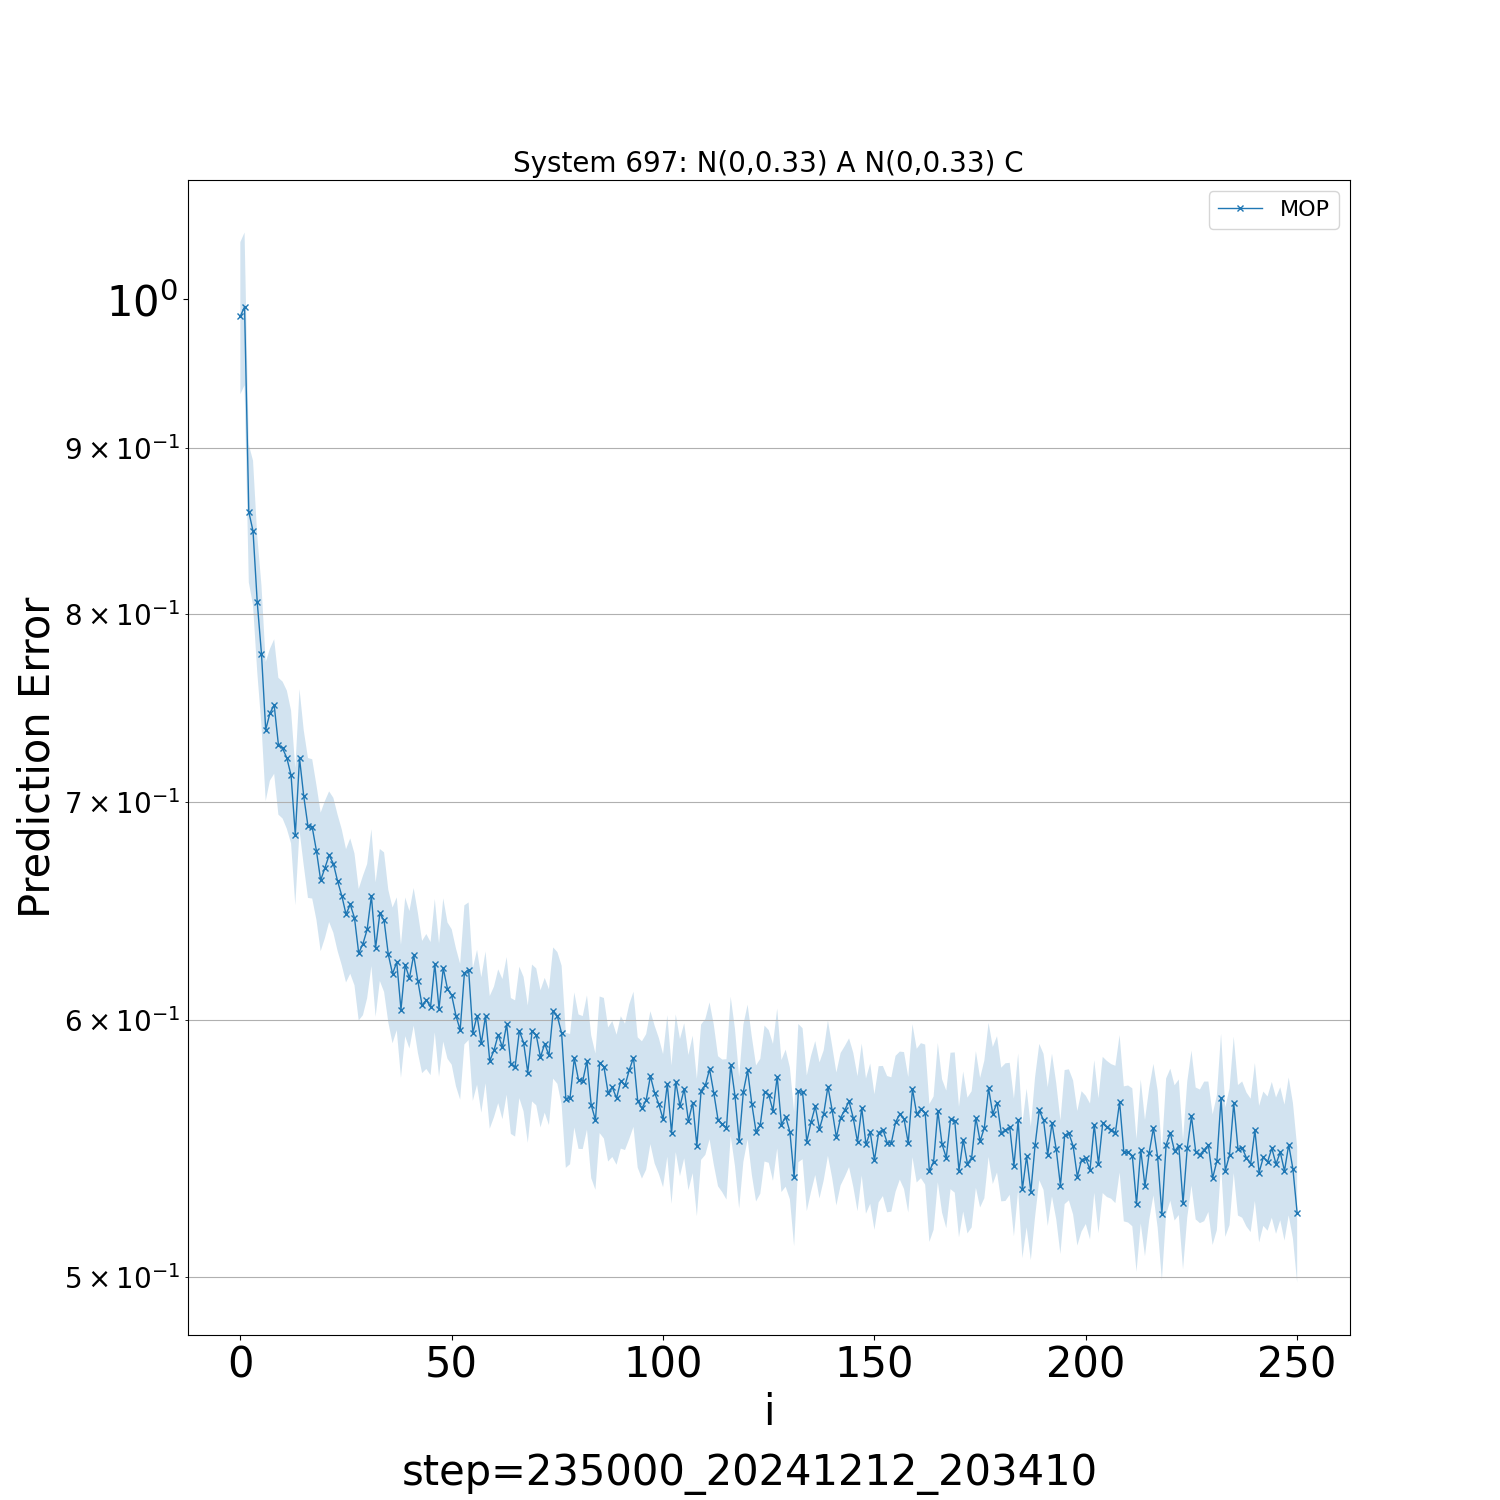 System 697: N(0,0.33) A N(0,0.33) C
MOP
10⁰
9 × 10⁻¹
8 × 10⁻¹
7 × 10⁻¹
6 × 10⁻¹
5 × 10⁻¹
Prediction Error
0 50 100 150 200 250
i
step=235000_20241212_203410